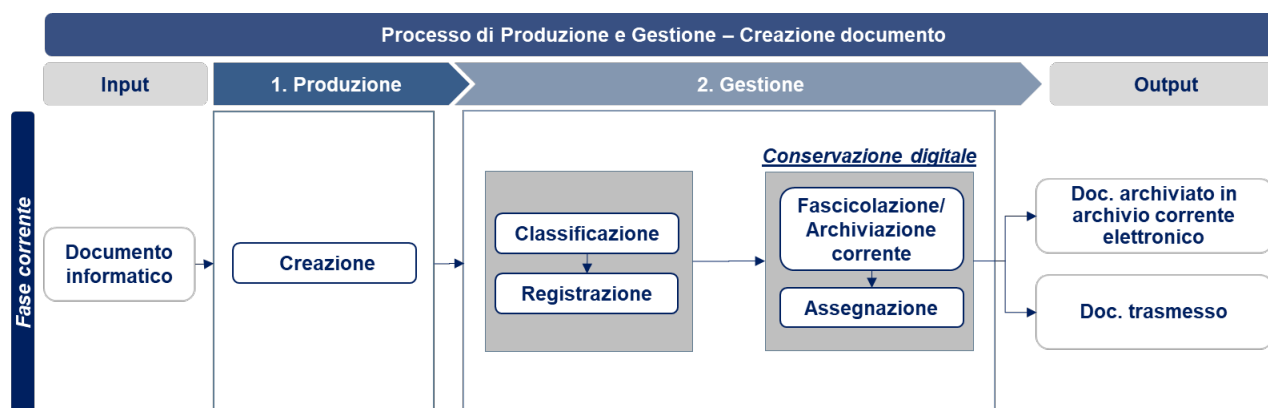 Processo di Produzione e Gestione – Creazione documento
Input
1. Produzione
2. Gestione
Output
Fase corrente
Documento
informatico
Creazione
Classificazione
Registrazione
Conservazione digitale
Fascicolazione/
Archiviazione
corrente
Assegnazione
Doc. archiviato in
archivio corrente
elettronico
Doc. trasmesso